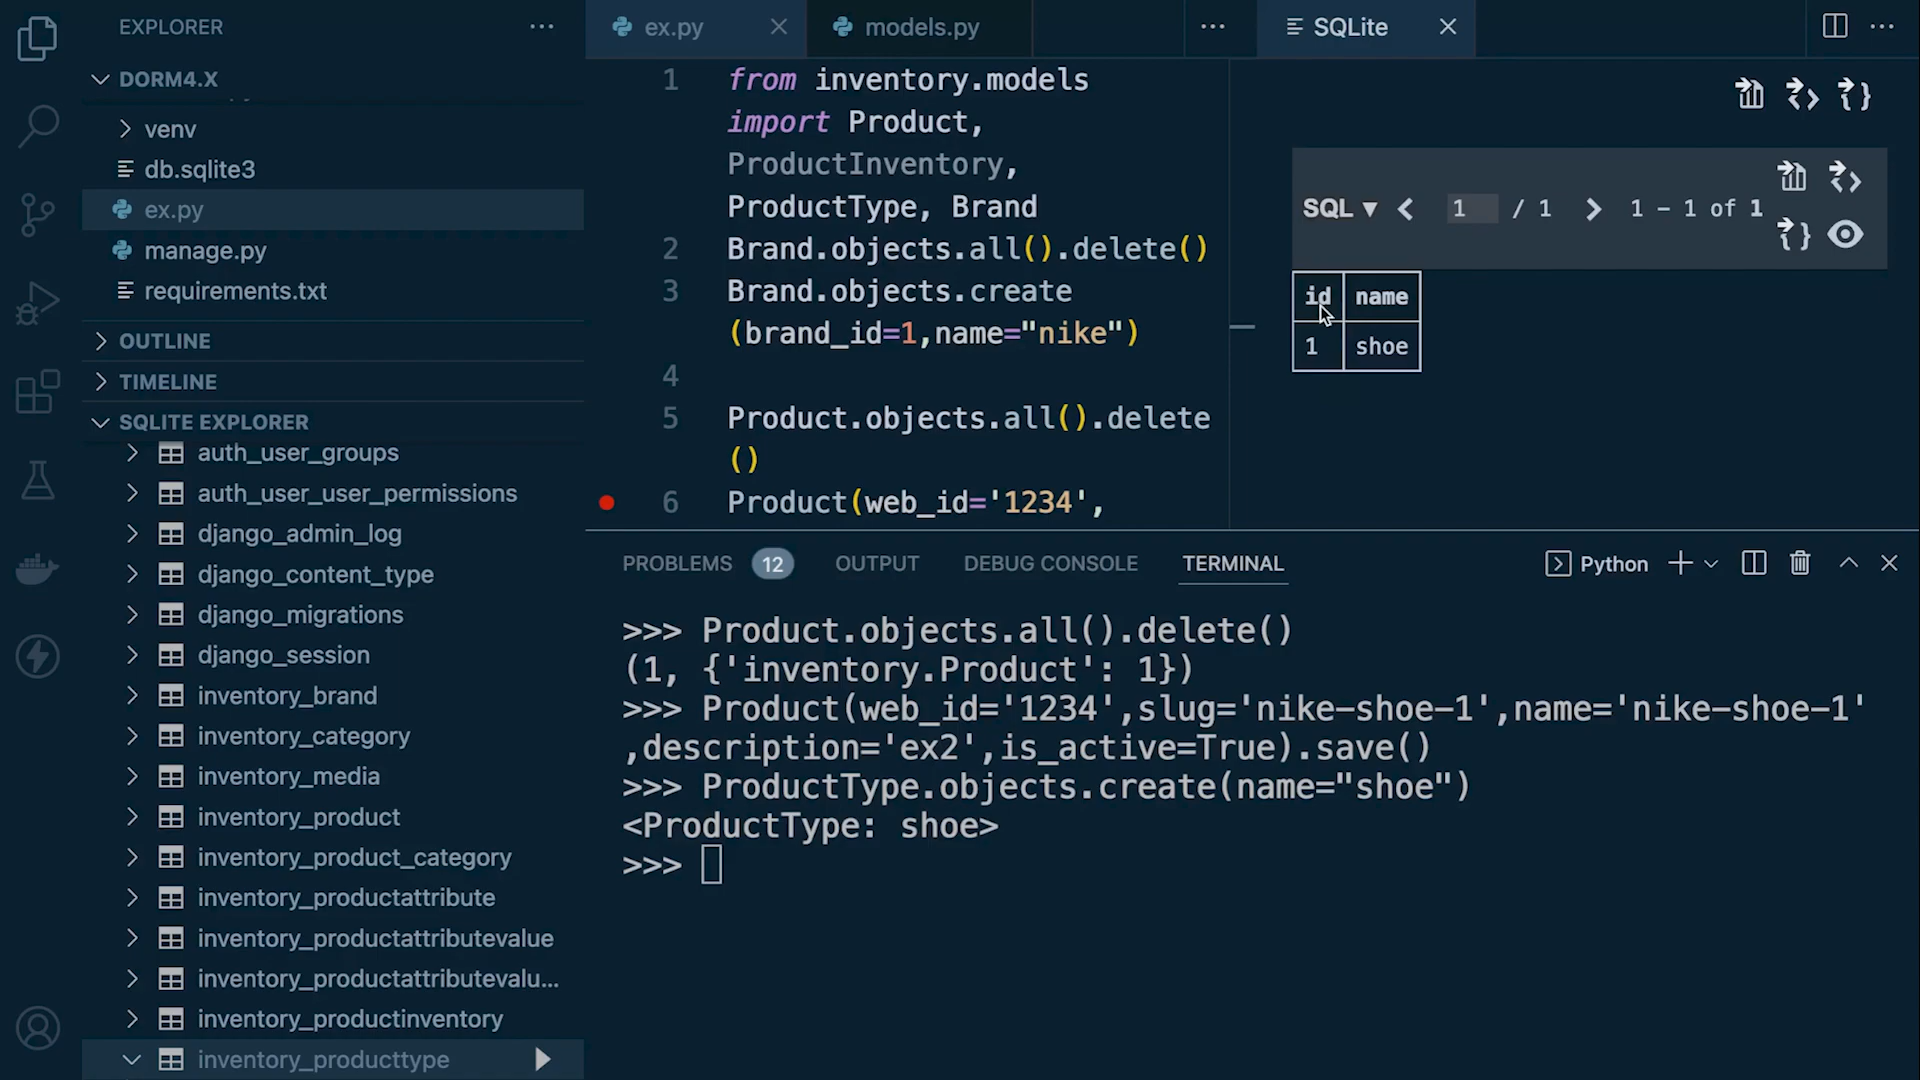 EXPLORER
DORM4.X
venv
db.sqlite3
ex.py
manage.py
requirements.txt
OUTLINE
TIMELINE
SQLITE EXPLORER
auth_user_groups
auth_user_user_permissions
django_admin_log
django_content_type
django_migrations
django_session
inventory_brand
inventory_category
inventory_media
inventory_product
inventory_product_category
inventory_productattribute
inventory_productattributevalue
inventory_productattributevalu...
inventory_productinventory
inventory_producttype
ex.py
models.py
SQLite
1 from inventory.models
import Product,
ProductInventory,
ProductType, Brand
2 Brand.objects.all().delete()
3 Brand.objects.create
(brand_id=1,name="nike")
4
5 Product.objects.all().delete
()
6 Product(web_id='1234',
SQL ▼ 1 / 1 1 - 1 of 1
id name
1 shoe
PROBLEMS 12 OUTPUT DEBUG CONSOLE TERMINAL Python
>>> Product.objects.all().delete()
(1, {'inventory.Product': 1})
>>> Product(web_id='1234',slug='nike-shoe-1',name='nike-shoe-1'
,description='ex2',is_active=True).save()
>>> ProductType.objects.create(name="shoe")
<ProductType: shoe>
>>>